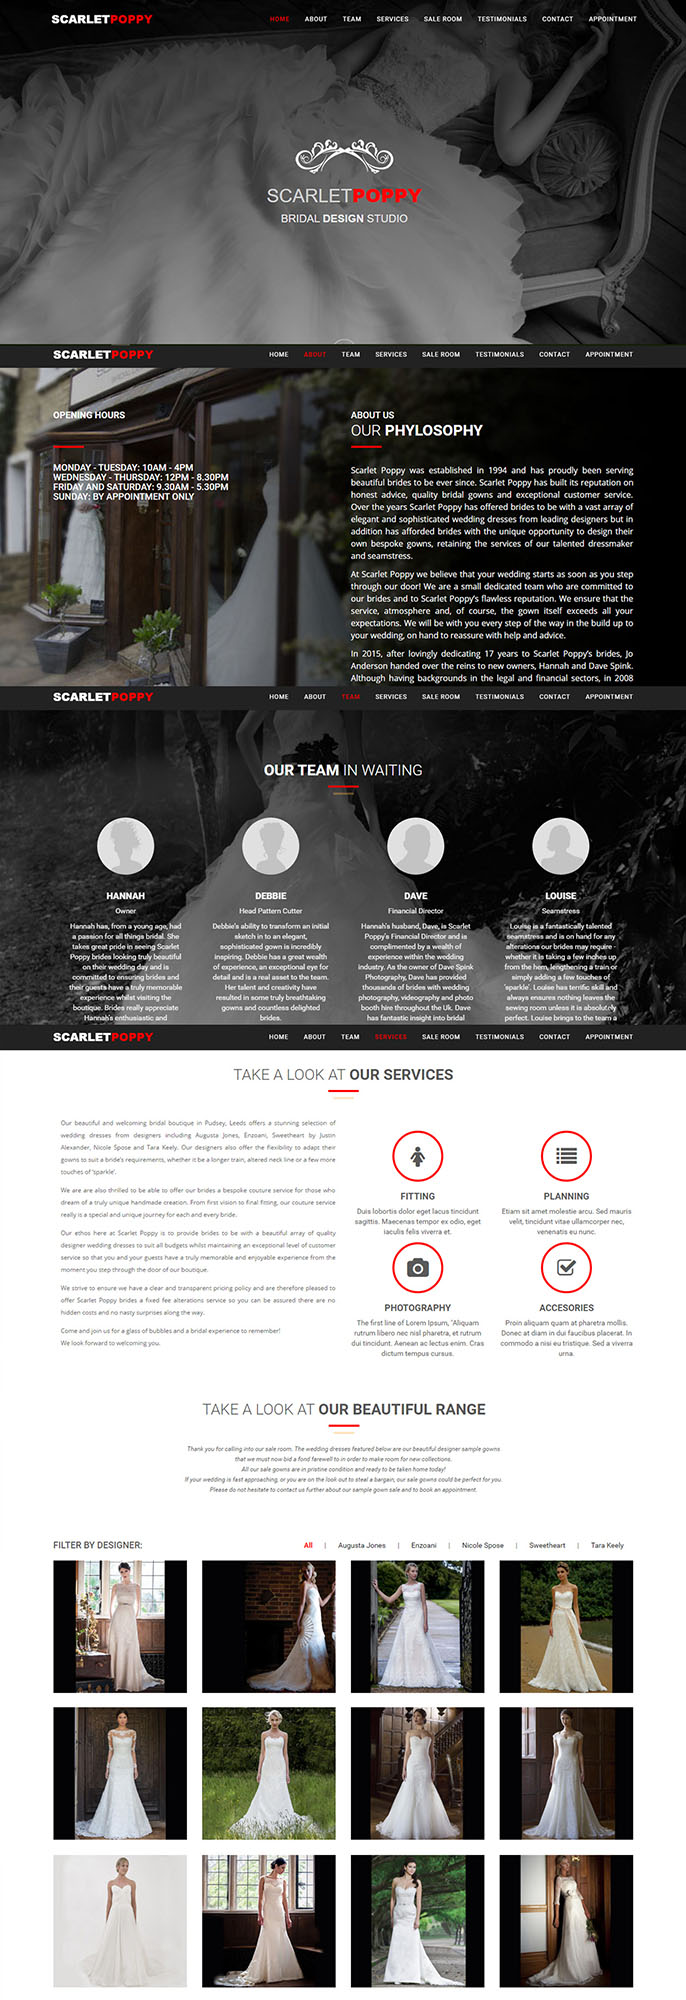 SCARLETPOPPY
HOME ABOUT TEAM SERVICES SALE ROOM TESTIMONIALS CONTACT APPOINTMENT
SCARLETPOPPY
BRIDAL DESIGN STUDIO
SCARLETPOPPY
HOME ABOUT TEAM SERVICES SALE ROOM TESTIMONIALS CONTACT APPOINTMENT
OPENING HOURS
MONDAY - TUESDAY: 10AM - 4PM
WEDNESDAY - THURSDAY: 12PM - 8.30PM
FRIDAY AND SATURDAY: 9.30AM - 5.30PM
SUNDAY: BY APPOINTMENT ONLY
ABOUT US
OUR PHYLOSOPHY
Scarlet Poppy was established in 1994 and has proudly been serving
beautiful brides to be ever since. Scarlet Poppy has built its reputation on
honest advice, quality bridal gowns and exceptional customer service.
Over the years Scarlet Poppy has offered brides to be with a vast array of
elegant and sophisticated wedding dresses from leading designers but in
addition has afforded brides with the unique opportunity to design their
own bespoke gowns, retaining the services of our talented dressmaker
and seamstress.
At Scarlet Poppy we believe that your wedding starts as soon as you step
through our door! We are a small dedicated team who are committed to
our brides and to Scarlet Poppy's flawless reputation. We ensure that the
service, atmosphere and, of course, the gown itself exceeds all your
expectations. We will be with you every step of the way in the build up to
your wedding, on hand to reassure with help and advice.
In 2015, after lovingly dedicating 17 years to Scarlet Poppy's brides, Jo
Anderson handed over the reins to new owners, Hannah and Dave Spink.
Although having backgrounds in the legal and financial sectors, in 2008
SCARLETPOPPY
HOME ABOUT TEAM SERVICES SALE ROOM TESTIMONIALS CONTACT APPOINTMENT
OUR TEAM IN WAITING
HANNAH
Owner
Hannah has, from a young age, had
a passion for all things bridal. She
takes great pride in seeing Scarlet
Poppy brides looking truly beautiful
on their wedding day and is
committed to ensuring brides and
their guests have a truly memorable
experience whilst visiting the
boutique. Brides really appreciate
Hannah's enthusiastic and
DEBBIE
Head Pattern Cutter
Debbie's ability to transform an initial
sketch in to an elegant,
sophisticated gown is incredibly
inspiring. Debbie has a great wealth
of experience, an exceptional eye for
detail and is a real asset to the team.
Her talent and creativity have
resulted in some truly breathtaking
gowns and countless delighted
brides.
DAVE
Financial Director
Hannah's husband, Dave, is Scarlet
Poppy's Financial Director and is
complimented by a wealth of
experience within the wedding
industry. As the owner of Dave Spink
Photography, Dave has provided
thousands of brides with wedding
photography, videography and photo
booth hire throughout the Uk. Dave
has fantastic insight into bridal
LOUISE
Seamstress
Louise is a fantastically talented
seamstress and is on hand for any
alterations our brides may require -
whether it is taking a few inches up
from the hem, lengthening a train or
simply adding a few touches of
'sparkle'. Louise has terrific skill and
always ensures nothing leaves the
sewing room unless it is absolutely
perfect. Louise brings to the team a
SCARLETPOPPY
HOME ABOUT TEAM SERVICES SALE ROOM TESTIMONIALS CONTACT APPOINTMENT
TAKE A LOOK AT OUR SERVICES
Our beautiful and welcoming bridal boutique in Pudsey, Leeds offers a stunning selection of
wedding dresses from designers including Augusta Jones, Enzoani, Sweetheart by Justin
Alexander, Nicole Spose and Tara Keely. Our designers also offer the flexibility to adapt their
gowns to suit a bride's requirements, whether it be a longer train, altered neck line or a few more
touches of 'sparkle'.
We are are also thrilled to be able to offer our brides a bespoke couture service for those who
dream of a truly unique handmade creation. From first vision to final fitting, our couture service
really is a special and unique journey for each and every bride.
Our ethos here at Scarlet Poppy is to provide brides to be with a beautiful array of quality
designer wedding dresses to suit all budgets whilst maintaining an exceptional level of customer
service so that you and your guests have a truly memorable and enjoyable experience from the
moment you step through the door of our boutique.
We strive to ensure we have a clear and transparent pricing policy and are therefore pleased to
offer Scarlet Poppy brides a fixed fee alterations service so you can be assured there are no
hidden costs and no nasty surprises along the way.
Come and join us for a glass of bubbles and a bridal experience to remember!
We look forward to welcoming you.
FITTING
Duis lobortis dolor eget lacus tincidunt
sagittis. Maecenas tempor ex odio, eget
iaculis felis viverra et.
PLANNING
Etiam sit amet molestie arcu. Sed mauris
velit, tincidunt vitae ullamcorper nec,
venenatis eu nunc.
PHOTOGRAPHY
The first line of Lorem Ipsum, "Aliquam
rutrum libero nec nisl pharetra, et rutrum
dui tincidunt. Aenean ac lectus enim. Cras
dictum tempus cursus.
ACCESORIES
Proin aliquam quam at pharetra mollis.
Donec at diam in dui faucibus placerat. In
commodo a nisi eu tristique. Sed a viverra
urna.
TAKE A LOOK AT OUR BEAUTIFUL RANGE
Thank you for calling into our sale room. The wedding dresses featured below are our beautiful designer sample gowns
that we must now bid a fond farewell to in order to make room for new collections.
All our sale gowns are in pristine condition and ready to be taken home today!
If your wedding is fast approaching, or you are on the look out to steal a bargain, our sale gowns could be perfect for you.
Please do not hesitate to contact us further about our sample gown sale and to book an appointment.
FILTER BY DESIGNER:
All | Augusta Jones | Enzoani | Nicole Spose | Sweetheart | Tara Keely